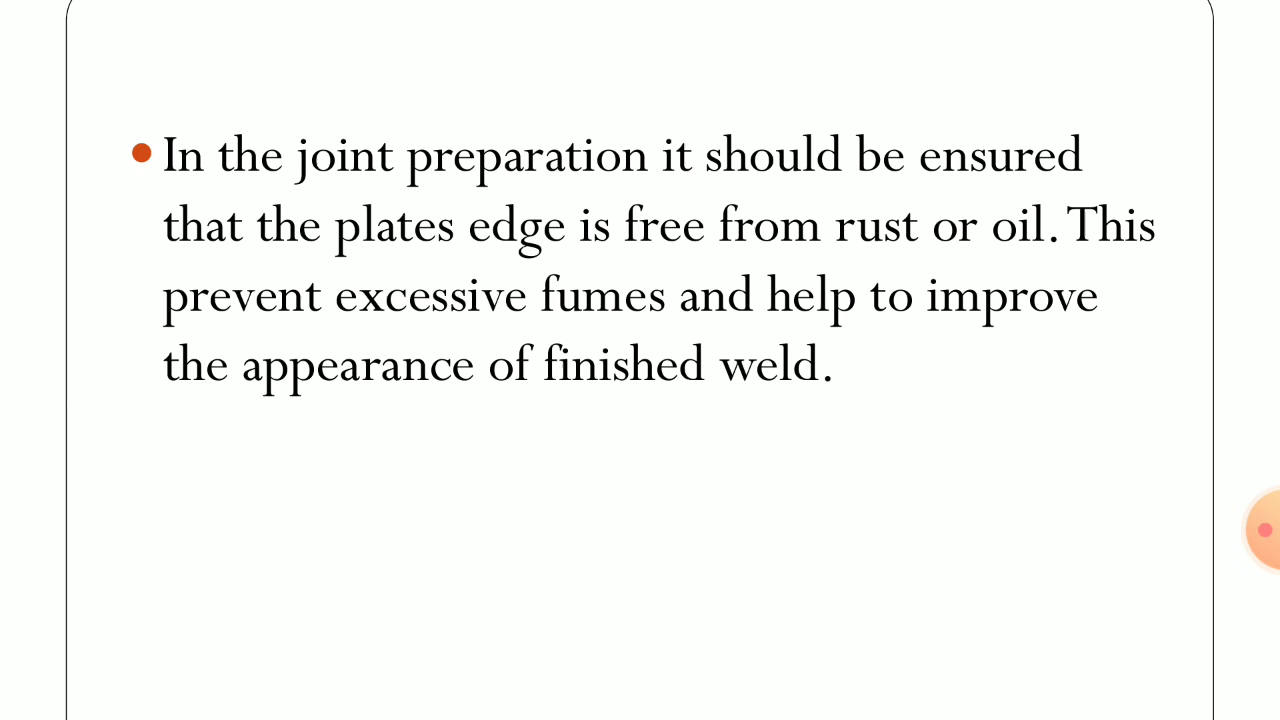 In the joint preparation it should be ensured
that the plates edge is free from rust or oil. This
prevent excessive fumes and help to improve
the appearance of finished weld.